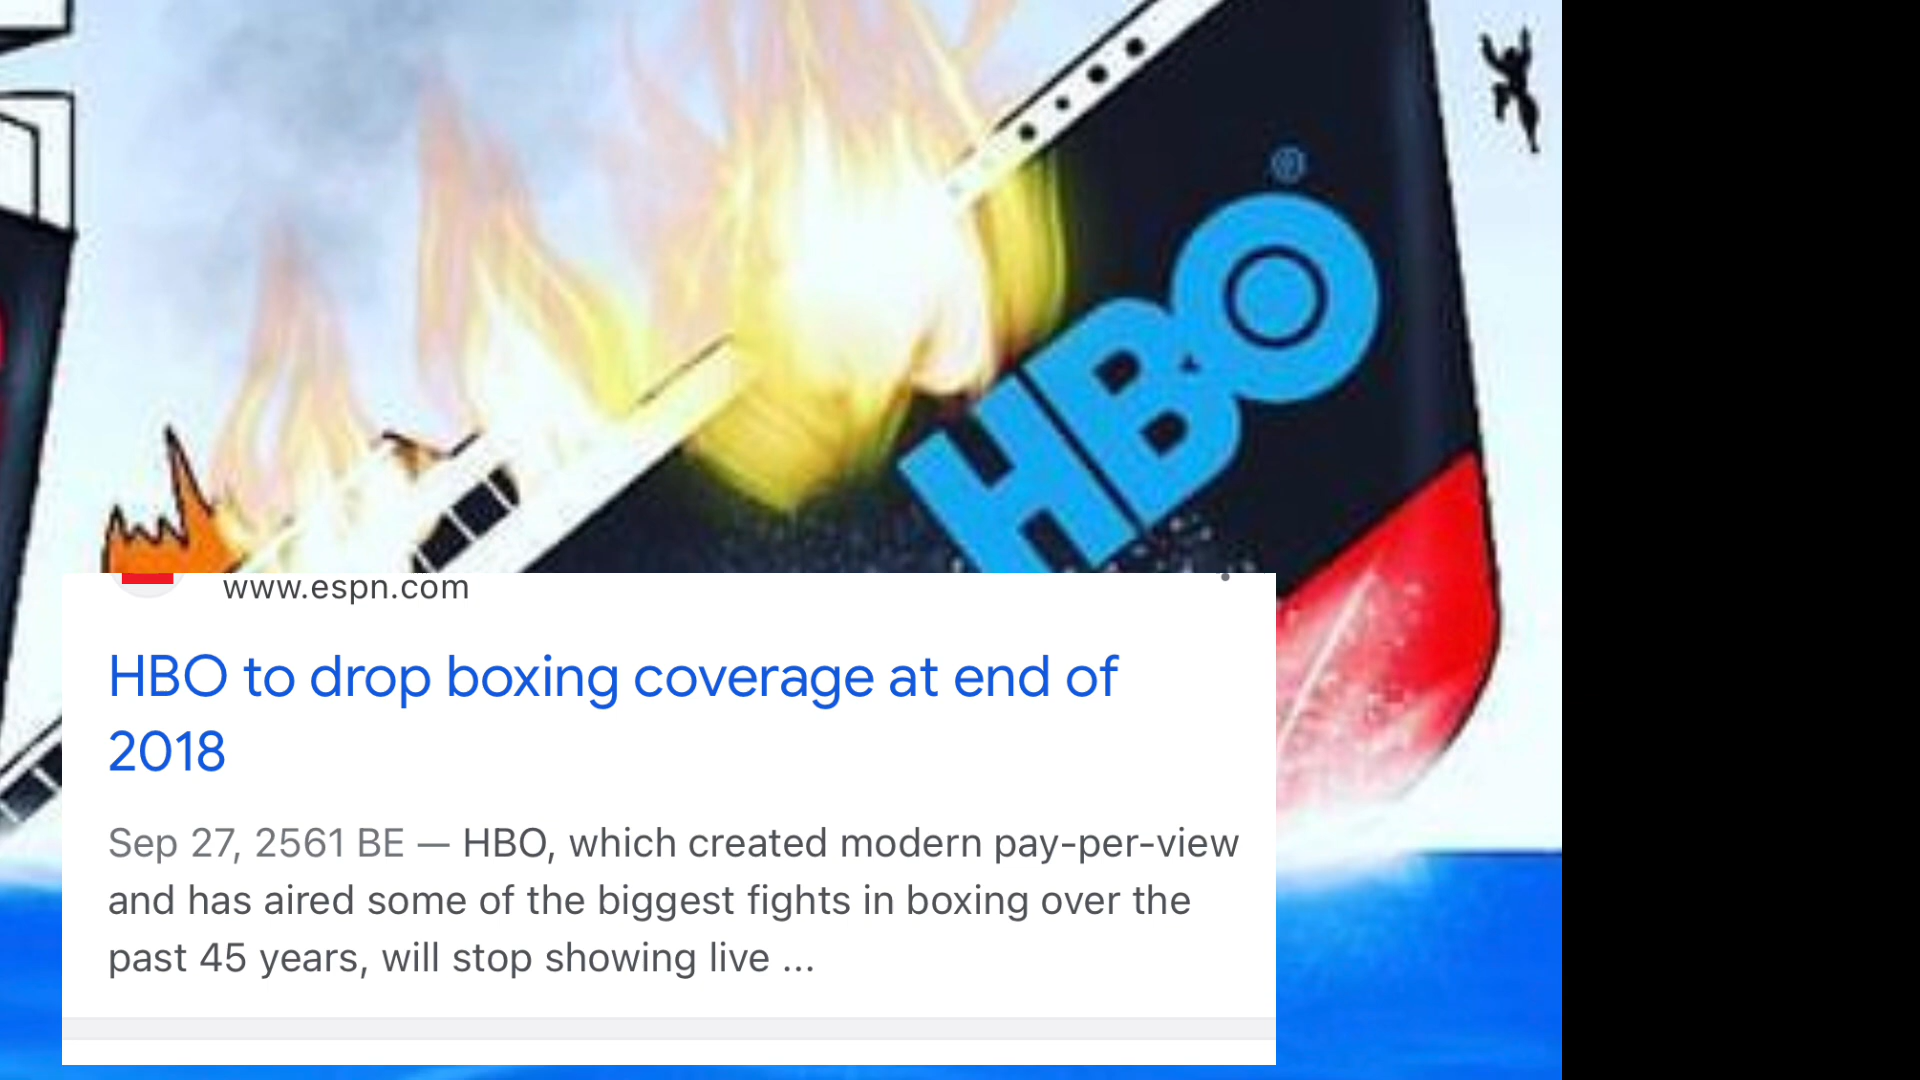 ®
HBO
www.espn.com
HBO to drop boxing coverage at end of
2018
Sep 27, 2561 BE — HBO, which created modern pay-per-view
and has aired some of the biggest fights in boxing over the
past 45 years, will stop showing live ...